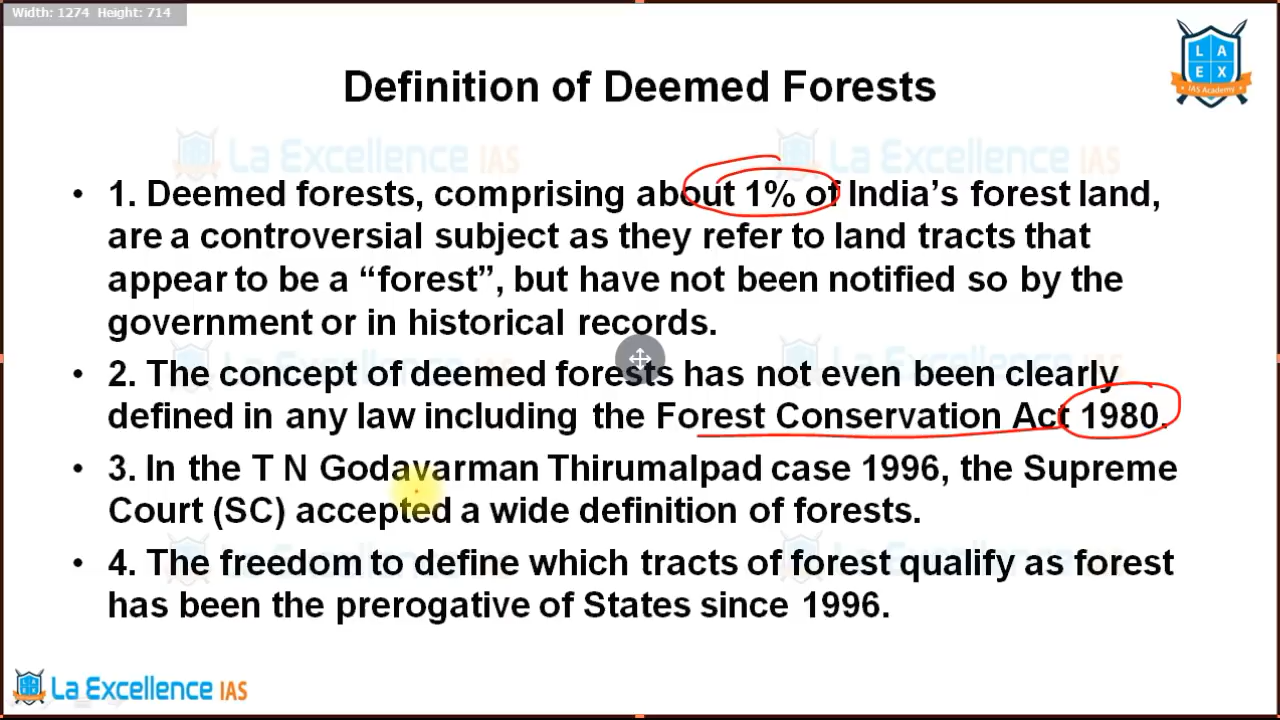 Width: 1274 Height: 714
L A
E X
IAS Academy
Definition of Deemed Forests
La Excellence IAS
La Excellence IAS
• 1. Deemed forests, comprising about 1% of India’s forest land,
are a controversial subject as they refer to land tracts that
appear to be a “forest”, but have not been notified so by the
government or in historical records.
• 2. The concept of deemed forests has not even been clearly
defined in any law including the Forest Conservation Act 1980.
• 3. In the T N Godavarman Thirumalpad case 1996, the Supreme
Court (SC) accepted a wide definition of forests.
• 4. The freedom to define which tracts of forest qualify as forest
has been the prerogative of States since 1996.
La Excellence IAS